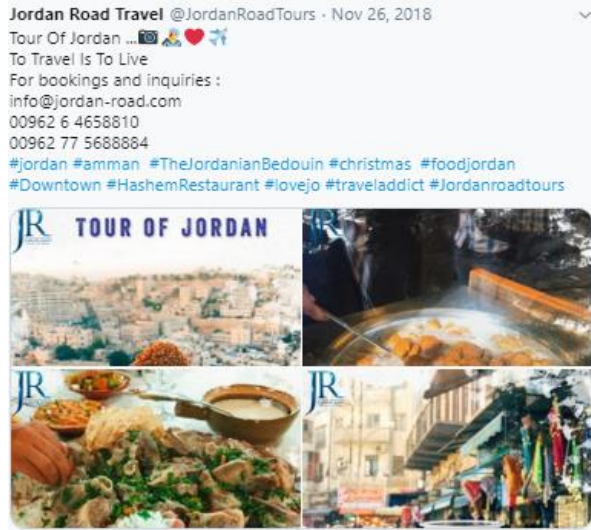 Jordan Road Travel @JordanRoadTours · Nov 26, 2018
Tour Of Jordan ...📷🏄❤✈
To Travel Is To Live
For bookings and inquiries :
info@jordan-road.com
00962 6 4658810
00962 77 5688884
#jordan #amman #TheJordanianBedouin #christmas #foodjordan
#Downtown #HashemRestaurant #lovejo #traveladdict #Jordanroadtours
JR TOUR OF JORDAN
JR
JR
JR